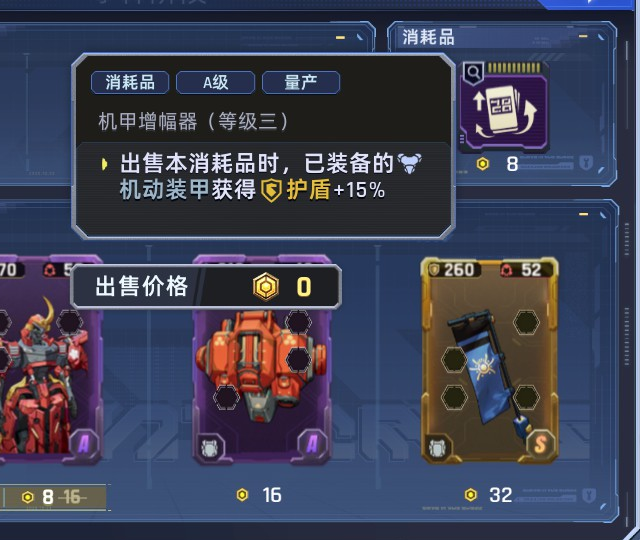 消耗品
消耗品 A级 量产
机甲增幅器（等级三）
出售本消耗品时，已装备的
机动装甲获得护盾+15%
8
出售价格 0
260 52
A A S
8 16 16 32